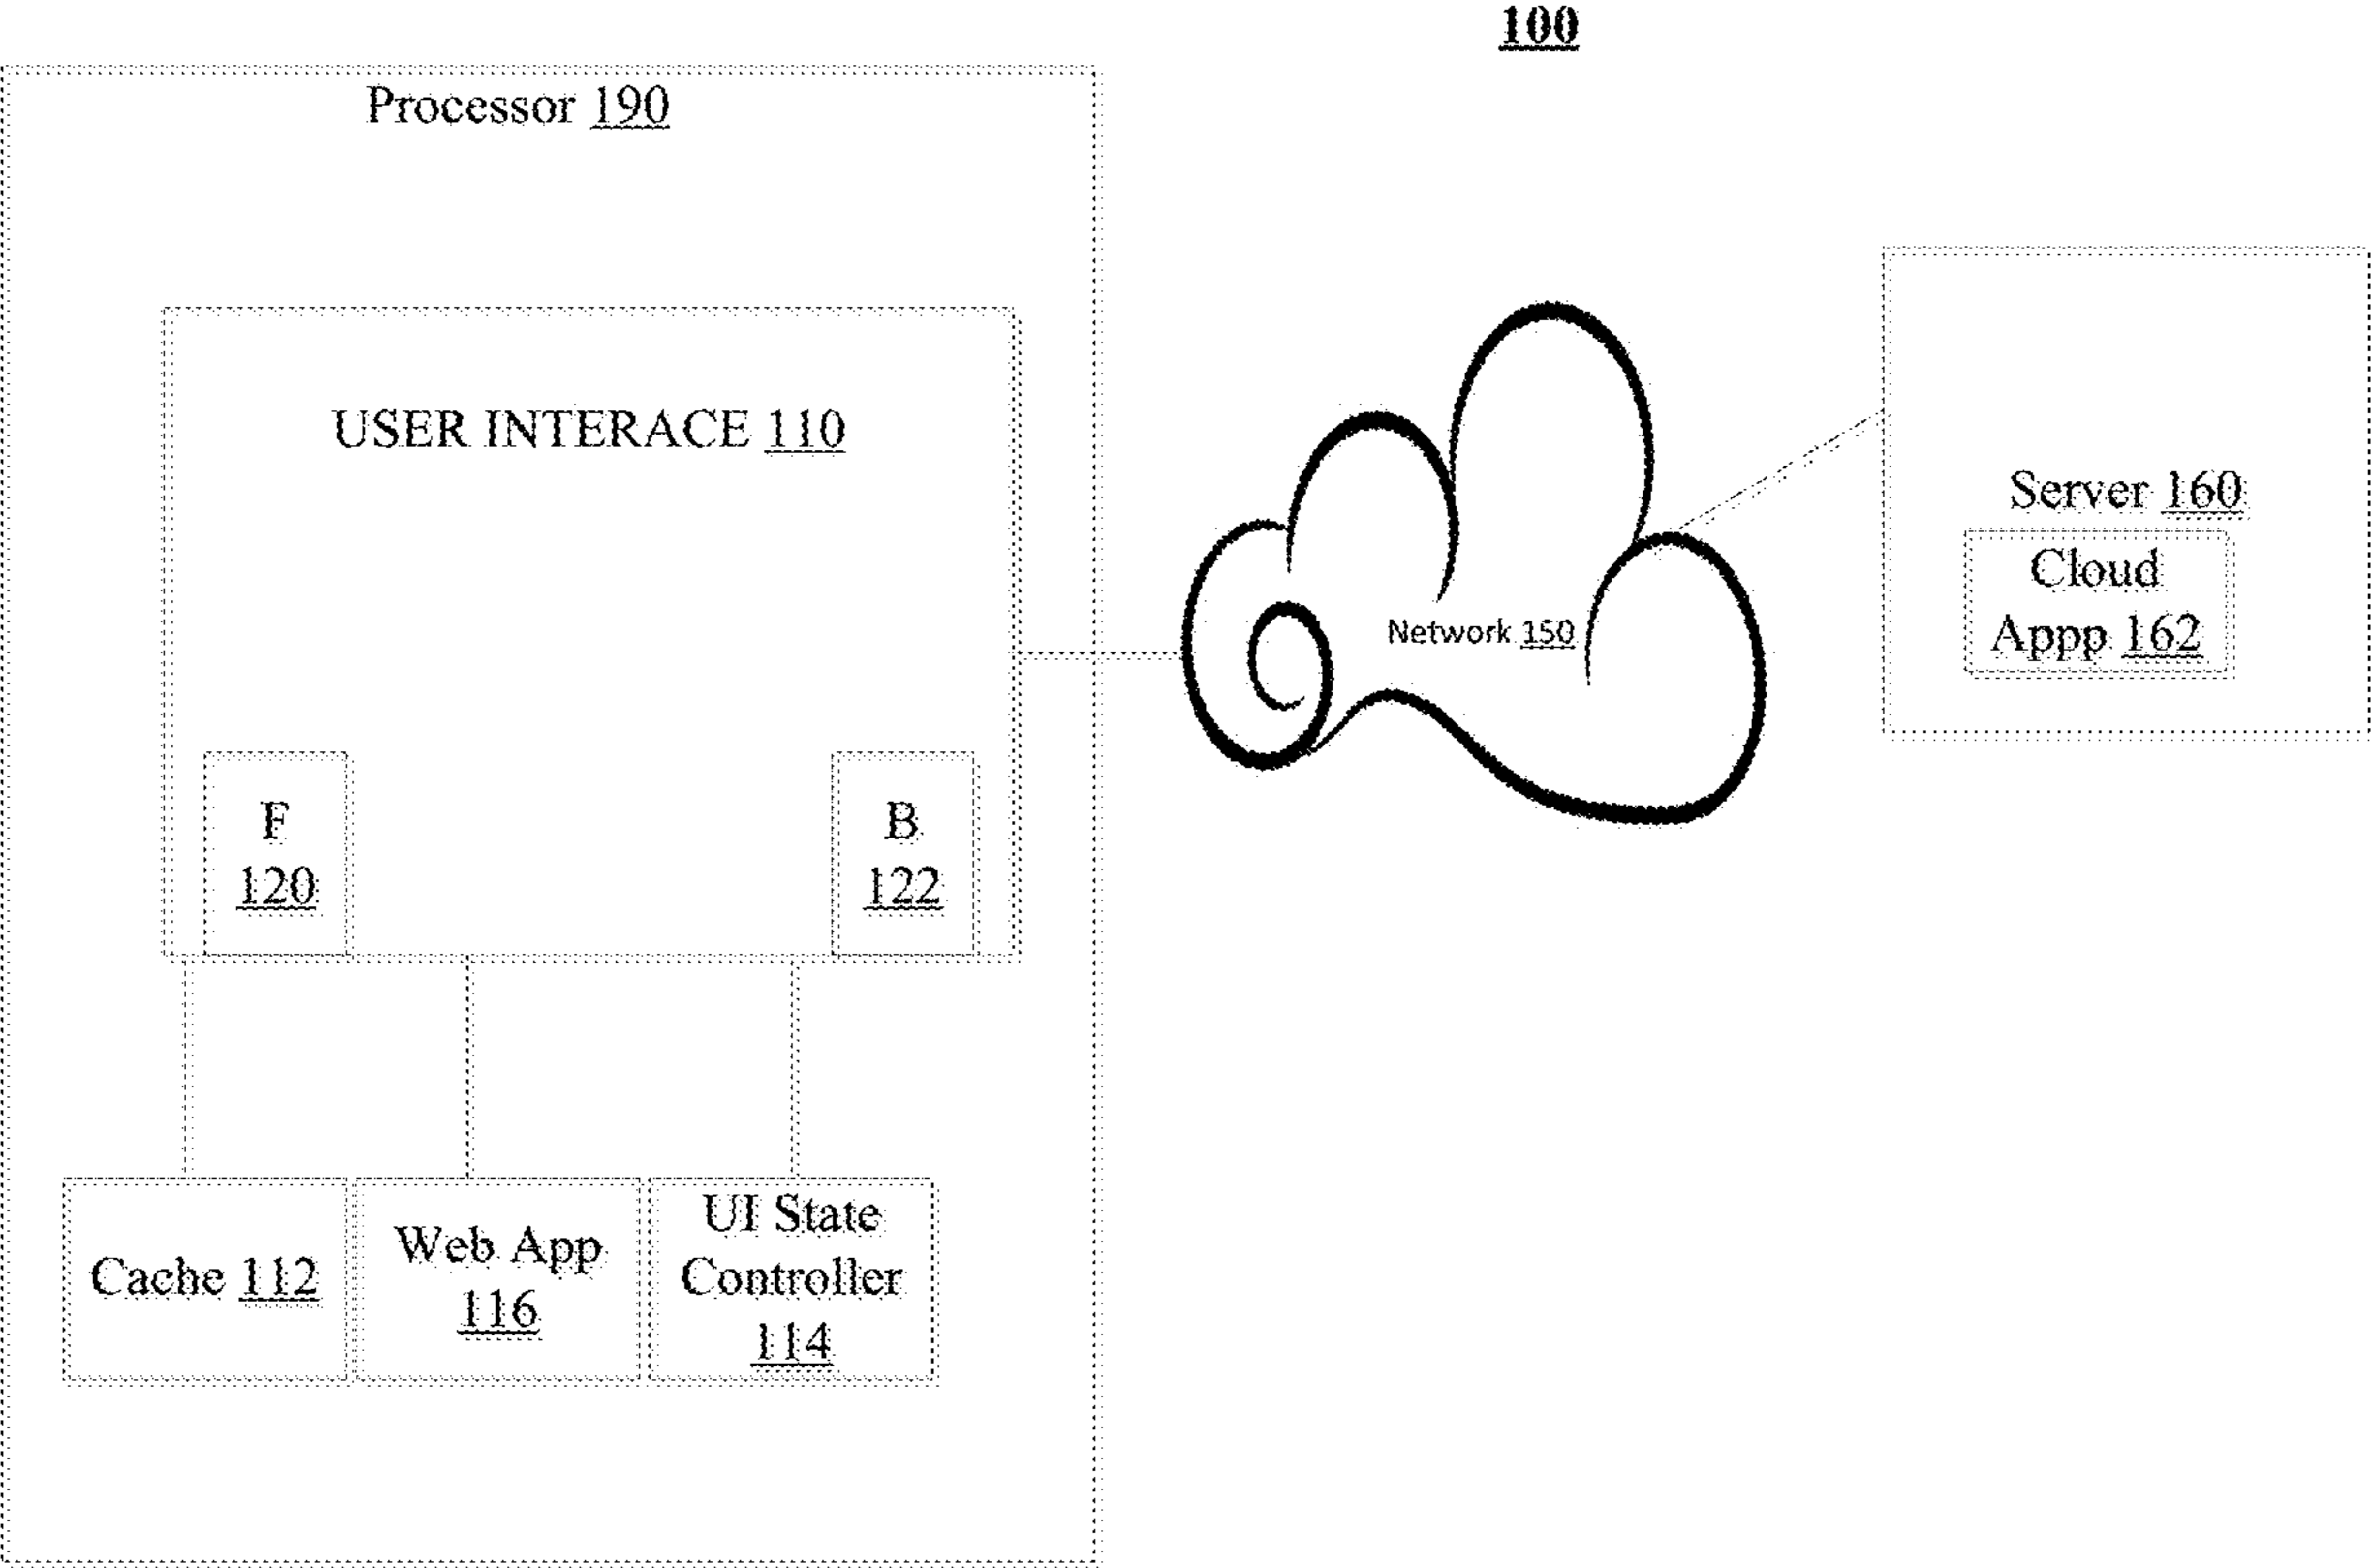 100
Processor 190
USER INTERACE 110
Server 160
Cloud
Appp 162
Network 150
F
120
B
122
Cache 112
Web App
116
UI State
Controller
114